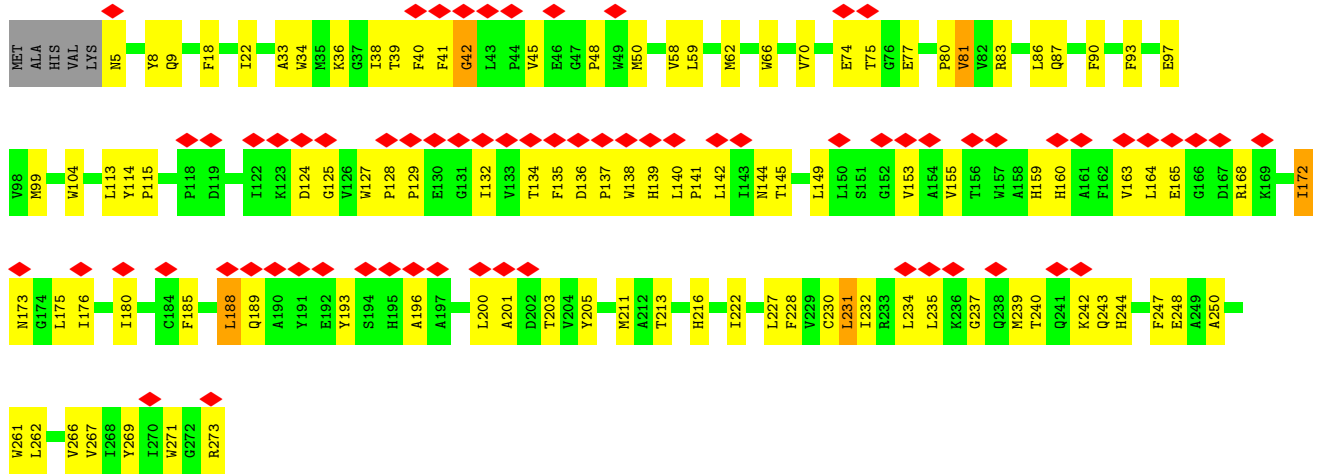 MET ALA HIS VAL LYS N5 Y8 Q9 F18 I22 A33 W34 M35 K36 G37 I38 T39 F40 F41 G42 L43 P44 V45 E46 G47 P48 W49 M50 V58 L59 M62 W66 V70 E74 T75 G76 E77 P80 V81 V82 R83 L86 Q87 F90 F93 E97
V98 M99 W104 L113 Y114 P115 P118 D119 I122 K123 D124 G125 V126 W127 P128 P129 E130 G131 I132 V133 T134 F135 D136 P137 W138 H139 L140 P141 L142 I143 N144 T145 L149 L150 S151 G152 V153 A154 V155 T156 W157 A158 H159 H160 A161 F162 V163 L164 E165 G166 D167 R168 K169 I172
N173 G174 L175 I176 I180 C184 F185 L188 Q189 A190 Y191 E192 Y193 S194 H195 A196 A197 L200 A201 D202 T203 V204 Y205 M211 A212 T213 H216 I222 L227 F228 V229 C230 L231 I232 R233 L234 L235 K236 G237 Q238 M239 T240 Q241 K242 Q243 H244 F247 E248 A249 A250
W261 L262 V266 V267 I268 Y269 I270 W271 G272 R273